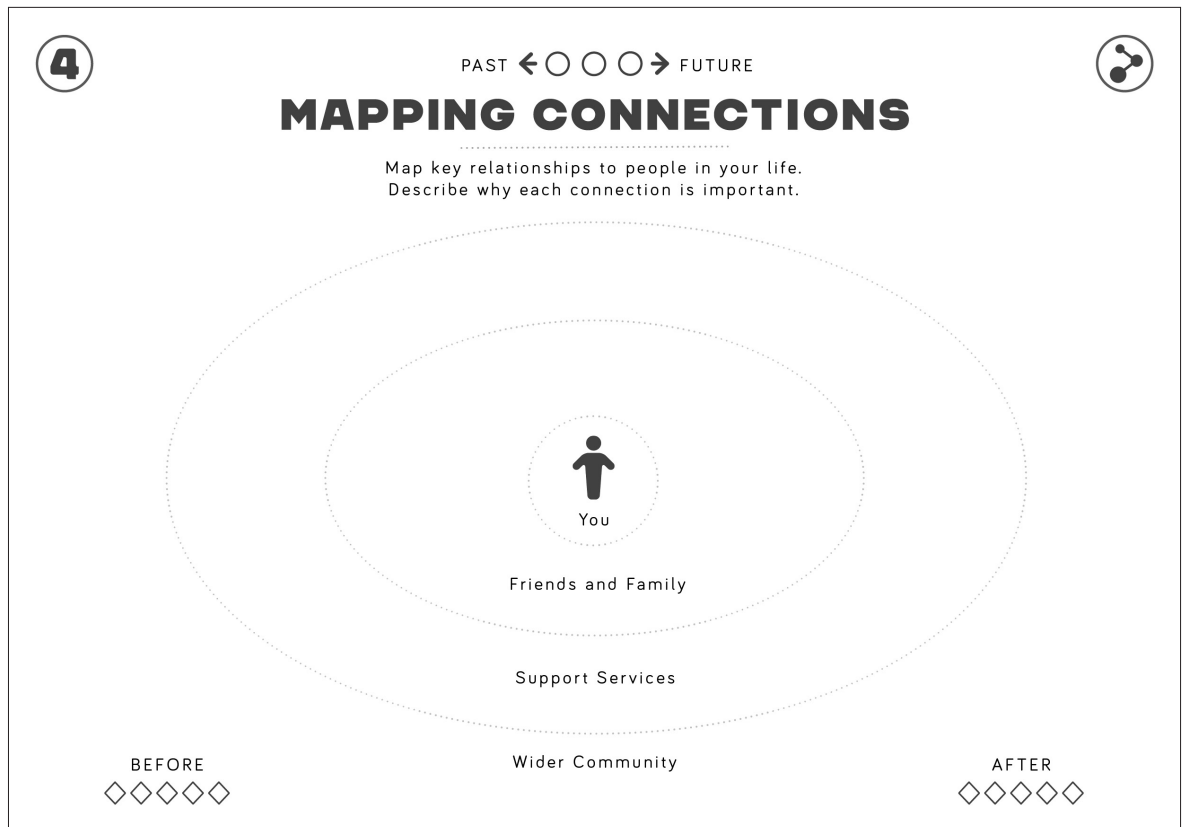 4
PAST FUTURE
MAPPING CONNECTIONS
Map key relationships to people in your life.
Describe why each connection is important.
You
Friends and Family
Support Services
Wider Community
BEFORE
AFTER